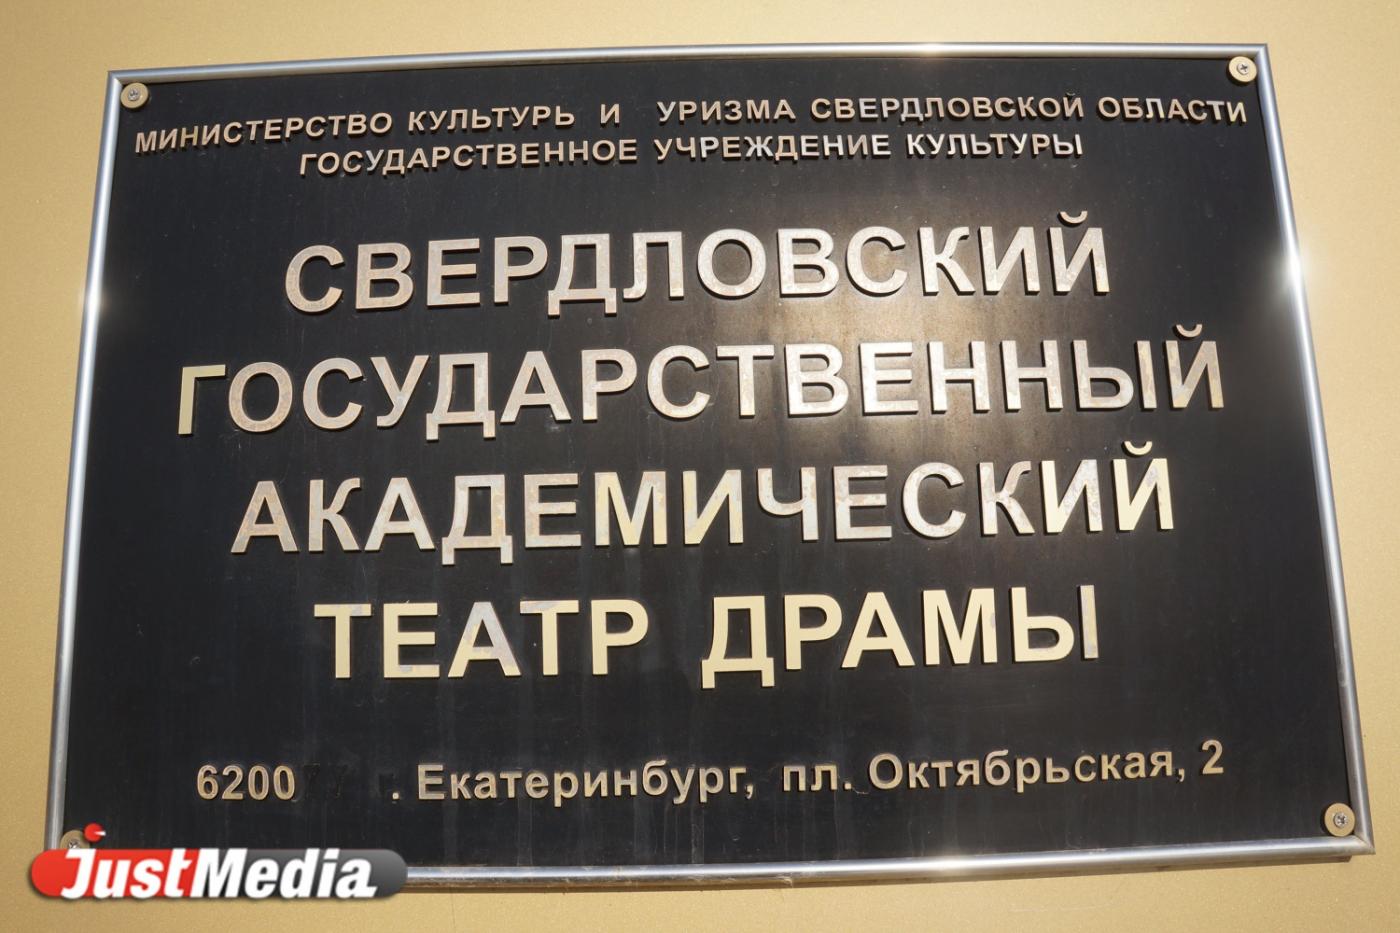 МИНИСТЕРСТВО КУЛЬТУРЬ И УРИЗМА СВЕРДЛОВСКОЙ ОБЛАСТИ
ГОСУДАРСТВЕННОЕ УЧРЕЖДЕНИЕ КУЛЬТУРЫ
СВЕРДЛОВСКИЙ
ГОСУДАРСТВЕННЫЙ
АКАДЕМИЧЕСКИЙ
ТЕАТР ДРАМЫ
6200 . Екатеринбург, пл. Октябрьская, 2
JustMedia